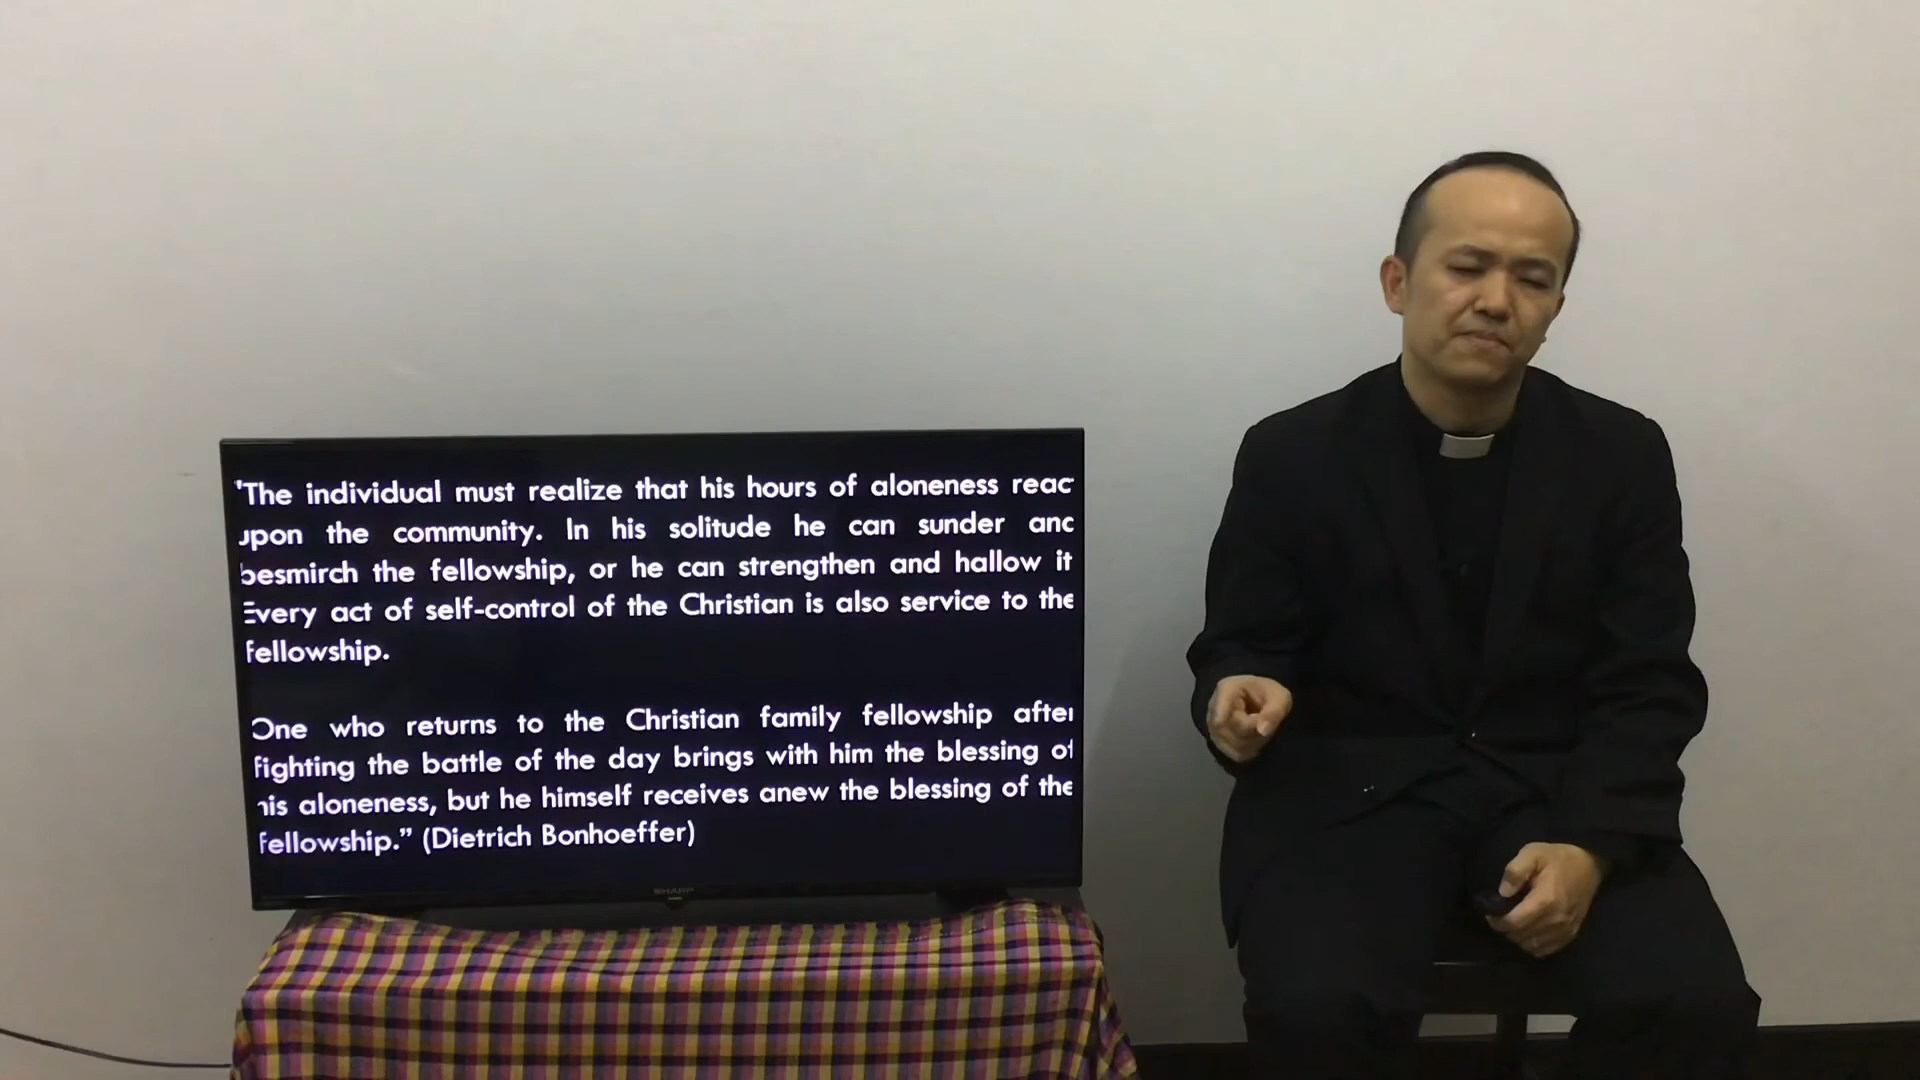 "The individual must realize that his hours of aloneness reac
upon the community. In his solitude he can sunder anc
besmirch the fellowship, or he can strengthen and hallow it
Every act of self-control of the Christian is also service to the
fellowship.
One who returns to the Christian family fellowship after
fighting the battle of the day brings with him the blessing of
his aloneness, but he himself receives anew the blessing of the
fellowship.” (Dietrich Bonhoeffer)
SHARP